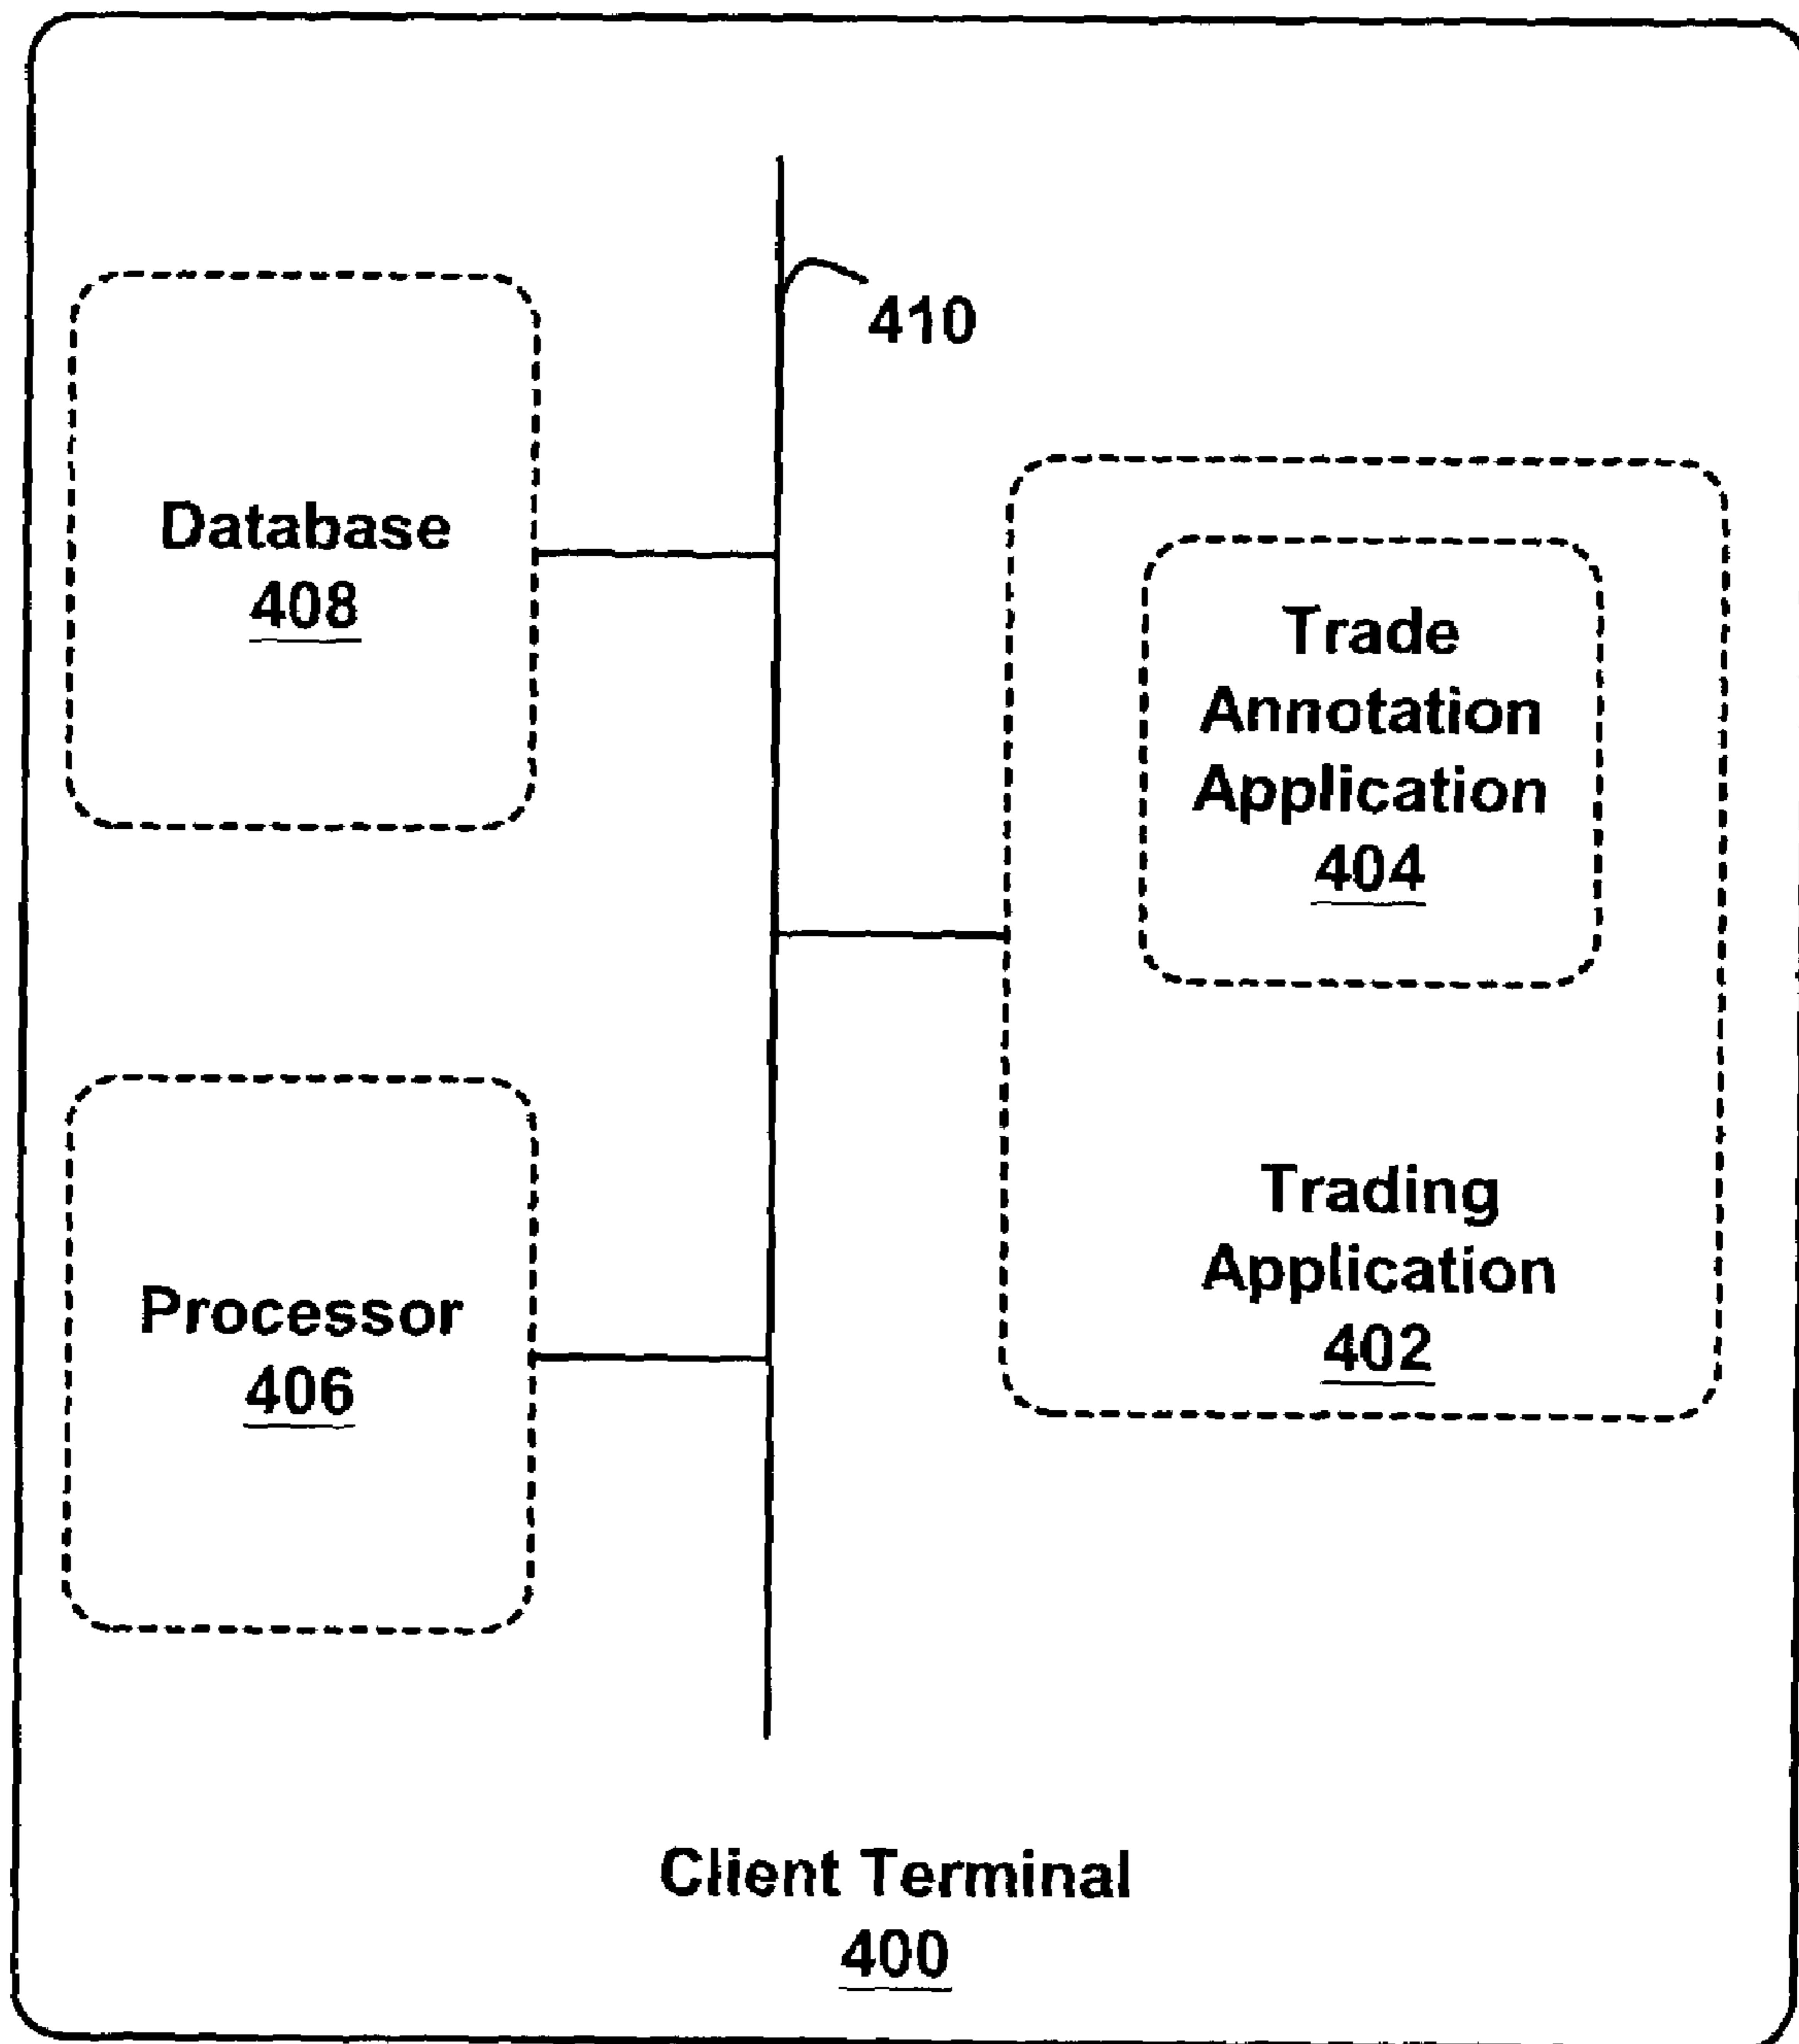 410
Database
408
Trade
Annotation
Application
404
Trading
Application
402
Processor
406
Client Terminal
400